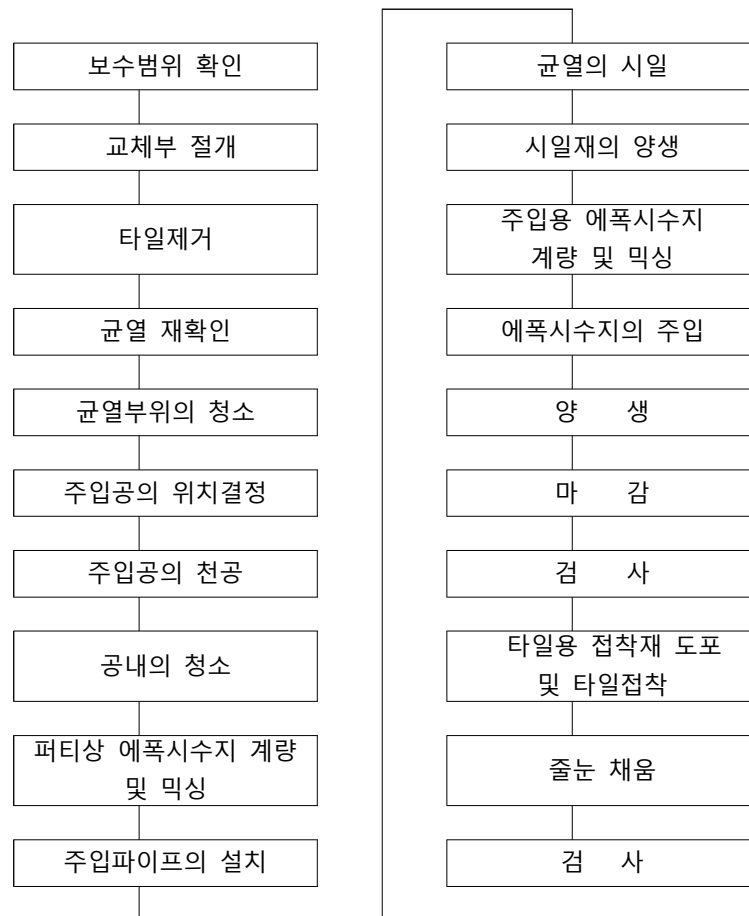 보수범위 확인
교체부 절개
타일제거
균열 재확인
균열부위의 청소
주입공의 위치결정
주입공의 천공
공내의 청소
퍼티상 에폭시수지 계량
및 믹싱
주입파이프의 설치
균열의 시일
시일재의 양생
주입용 에폭시수지
계량 및 믹싱
에폭시수지의 주입
양 생
마 감
검 사
타일용 접착재 도포
및 타일접착
줄눈 채움
검 사